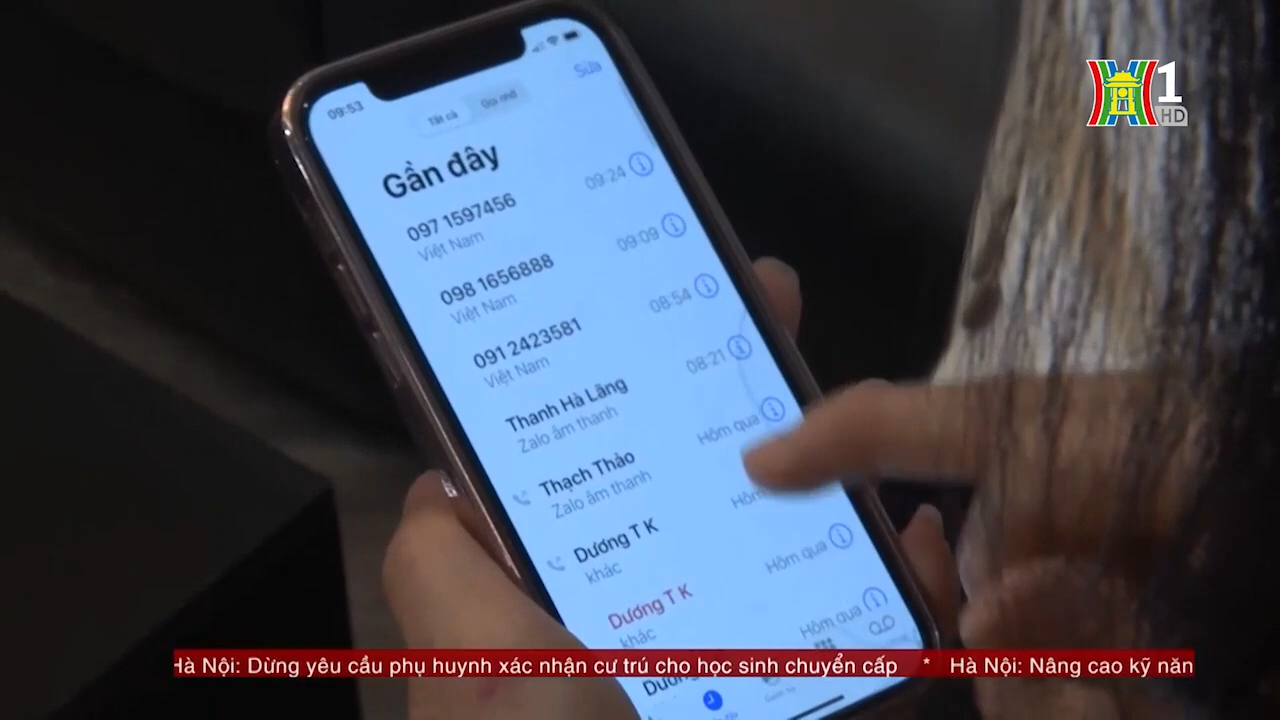 1
HD
09:53
Sửa
Tất cả
Gọi nhỡ
Gần đây
097 1597456
Việt Nam
09:24
098 1656888
Việt Nam
09:09
091 2423581
Việt Nam
08:54
Thanh Hà Lãng
Zalo âm thanh
08:21
Thạch Thảo
Zalo âm thanh
Hôm qua
Dương T K
khác
Hôm
Dương T K
khác
Hôm qua
Hôm qua
Hà Nội: Dừng yêu cầu phụ huynh xác nhận cư trú cho học sinh chuyển cấp * Hà Nội: Nâng cao kỹ năn